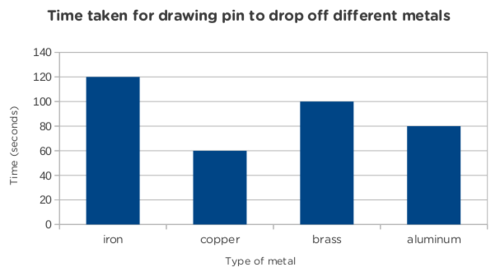 Time taken for drawing pin to drop off different metals
140
120
100
80
60
40
20
0
Time (seconds)
iron copper brass aluminum
Type of metal